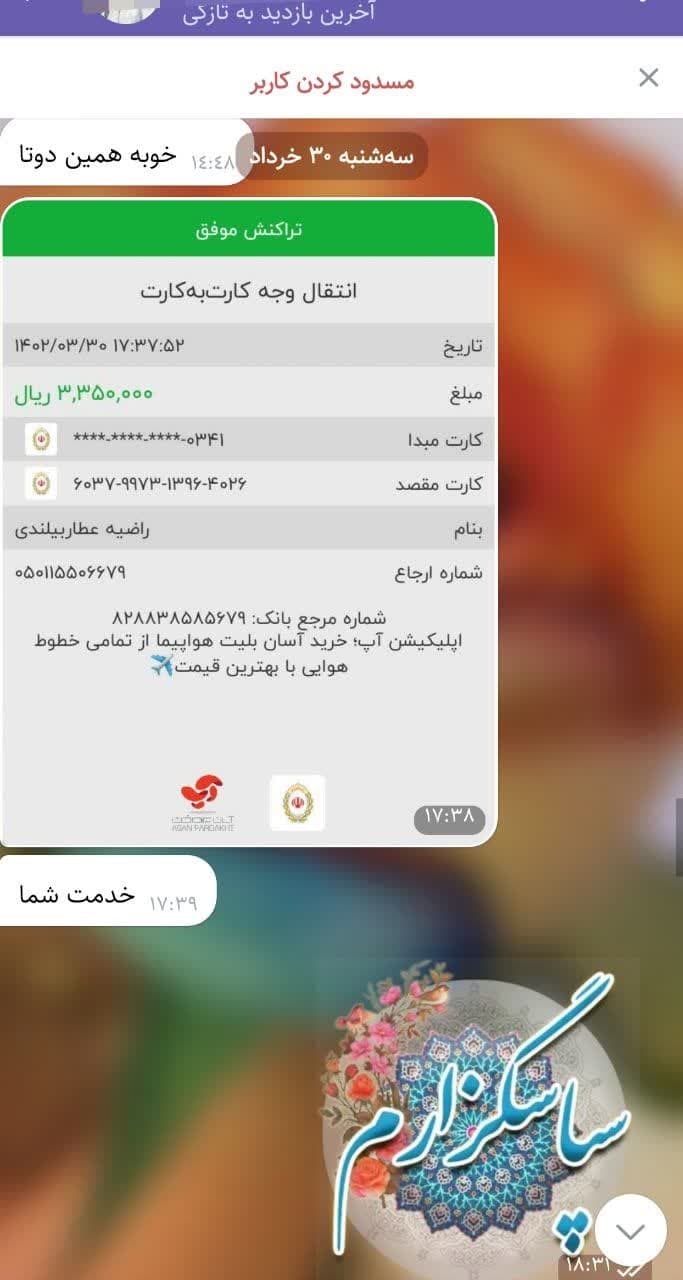 آخرین بازدید به تازگی
مسدود کردن کاربر
سه‌شنبه ۳۰ خرداد
خوبه همین دوتا ۱٤:٤۸
تراکنش موفق
انتقال وجه کارت‌به‌کارت
تاریخ ۱۴۰۲/۰۳/۳۰ ۱۷:۳۷:۵۲
مبلغ ۳,۳۵۰,۰۰۰ ریال
کارت مبدا ****-****-****-۰۳۴۱
کارت مقصد ۶۰۳۷-۹۹۷۳-۱۳۹۶-۴۰۲۶
بنام راضیه عطاربیلندی
شماره ارجاع ۰۵۰۱۱۵۵۰۶۶۷۹
شماره مرجع بانک: ۸۲۸۸۳۸۵۸۵۶۷۹
اپلیکیشن آپ؛ خرید آسان بلیت هواپیما از تمامی خطوط
هوایی با بهترین قیمت✈️
آسان پرداخت
ASAN PARDAKHT
۱۷:۳۸
خدمت شما ۱۷:۳۹
سپاسگزارم
۱۸:۳۱